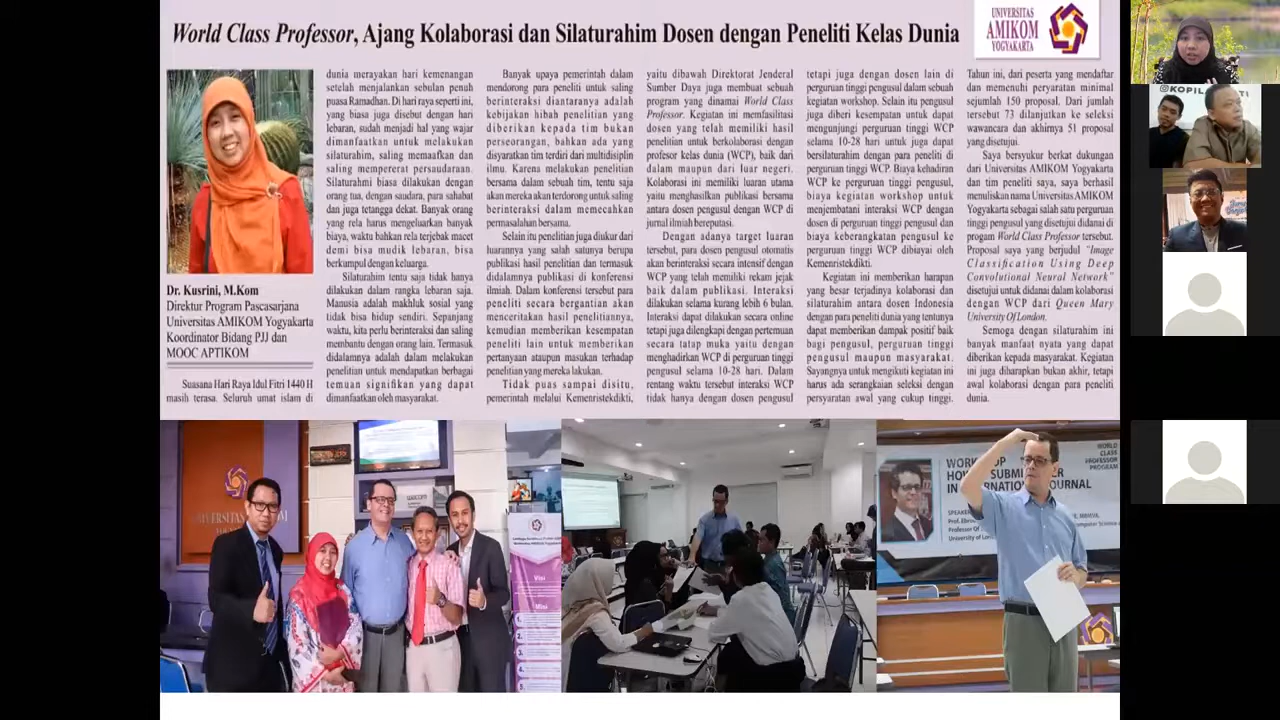 World Class Professor, Ajang Kolaborasi dan Silaturahim Dosen dengan Peneliti Kelas Dunia
UNIVERSITAS
AMIKOM
YOGYAKARTA
Dr. Kusrini, M.Kom
Direktur Program Pascasarjana
Universitas AMIKOM Yogyakarta
Koordinator Bidang PJJ dan
MOOC APTIKOM
Suasana Hari Raya Idul Fitri 1440 H
masih terasa. Seluruh umat islam di
dunia merayakan hari kemenangan
setelah menjalankan sebulan penuh
puasa Ramadhan. Di hari raya seperti ini,
yang biasa juga disebut dengan hari
lebaran, sudah menjadi hal yang wajar
dimanfaatkan untuk melakukan
silaturahim, saling memaafkan dan
saling mempererat persaudaraan.
Silaturahmi biasa dilakukan dengan
orang tua, dengan saudara, para sahabat
dan juga tetangga dekat. Banyak orang
yang rela harus mengeluarkan banyak
biaya, waktu bahkan rela terjebak macet
demi bisa mudik lebaran, bisa
berkumpul dengan keluarga.
Silaturahim tentu saja tidak hanya
dilakukan dalam rangka lebaran saja.
Manusia adalah makhluk sosial yang
tidak bisa hidup sendiri. Sepanjang
waktu, kita perlu berinteraksi dan saling
membantu dengan orang lain. Termasuk
didalamnya adalah dalam melakukan
penelitian untuk mendapatkan berbagai
temuan signifikan yang dapat
dimanfaatkan oleh masyarakat.
Banyak upaya pemerintah dalam
mendorong para peneliti untuk saling
berinteraksi diantaranya adalah
kebijakan hibah penelitian yang
diberikan kepada tim bukan
perseorangan, bahkan ada yang
disyaratkan tim terdiri dari multidisiplin
ilmu. Karena melakukan penelitian
bersama dalam sebuah tim, tentu saja
akan mereka akan terdorong untuk saling
berinteraksi dalam memecahkan
permasalahan bersama.
Selain itu penelitian juga diukur dari
luarannya yang salah satunya berupa
publikasi hasil penelitian dan termasuk
didalamnya publikasi di konferensi
ilmiah. Dalam konferensi tersebut para
peneliti secara bergantian akan
menceritakan hasil penelitiannya,
kemudian memberikan kesempatan
peneliti lain untuk memberikan
pertanyaan ataupun masukan terhadap
penelitian yang mereka lakukan.
Tidak puas sampai disitu,
pemerintah melalui Kemenristekdikti,
yaitu dibawah Direktorat Jenderal
Sumber Daya juga membuat sebuah
program yang dinamai World Class
Professor. Kegiatan ini memfasilitasi
dosen yang telah memiliki hasil
penelitian untuk berkolaborasi dengan
profesor kelas dunia (WCP), baik dari
dalam maupun dari luar negeri.
Kolaborasi ini memiliki luaran utama
yaitu menghasilkan publikasi bersama
antara dosen pengusul dengan WCP di
jurnal ilmiah bereputasi.
Dengan adanya target luaran
tersebut, para dosen pengusul otomatis
akan berinteraksi secara intensif dengan
WCP yang telah memiliki rekam jejak
baik dalam publikasi. Interaksi
dilakukan selama kurang lebih 6 bulan.
Interaksi dapat dilakukan secara online
tetapi juga dilengkapi dengan pertemuan
secara tatap muka yaitu dengan
menghadirkan WCP di perguruan tinggi
pengusul selama 10-28 hari. Dalam
rentang waktu tersebut interaksi WCP
tidak hanya dengan dosen pengusul
tetapi juga dengan dosen lain di
perguruan tinggi pengusul dalam sebuah
kegiatan workshop. Selain itu pengusul
juga diberi kesempatan untuk dapat
mengunjungi perguruan tinggi WCP
selama 10-28 hari untuk juga dapat
bersilaturahim dengan para peneliti di
perguruan tinggi WCP. Biaya kehadiran
WCP ke perguruan tinggi pengusul,
biaya kegiatan workshop untuk
menjembatani interaksi WCP dengan
dosen di perguruan tinggi pengusul dan
biaya keberangkatan pengusul ke
perguruan tinggi WCP dibiayai oleh
Kemenristekdikti.
Kegiatan ini memberikan harapan
yang besar terjadinya kolaborasi dan
silaturahim antara dosen Indonesia
dengan para peneliti dunia yang tentunya
dapat memberikan dampak positif baik
bagi pengusul, perguruan tinggi
pengusul maupun masyarakat.
Sayangnya untuk mengikuti kegiatan ini
harus ada serangkaian seleksi dengan
persyaratan awal yang cukup tinggi.
Tahun ini, dari peserta yang mendaftar
dan memenuhi persyaratan minimal
sejumlah 150 proposal. Dari jumlah
tersebut 73 dilanjutkan ke seleksi
wawancara dan akhirnya 51 proposal
yang disetujui.
Saya bersyukur berkat dukungan
dari Universitas AMIKOM Yogyakarta
dan tim peneliti saya, saya berhasil
menuliskan nama Universitas AMIKOM
Yogyakarta sebagai salah satu perguruan
tinggi pengusul yang disetujui didanai di
progam World Class Professor tersebut.
Proposal saya yang berjudul "Image
Classification Using Deep
Convolutional Neural Network"
disetujui untuk didanai dalam kolaborasi
dengan WCP dari Queen Mary
University Of London.
Semoga dengan silaturahim ini
banyak manfaat nyata yang dapat
diberikan kepada masyarakat. Kegiatan
ini juga diharapkan bukan akhir, tetapi
awal kolaborasi dengan para peneliti
dunia.
Visi
Misi
WORLD
CLASS
PROFESSOR
PROGRAM